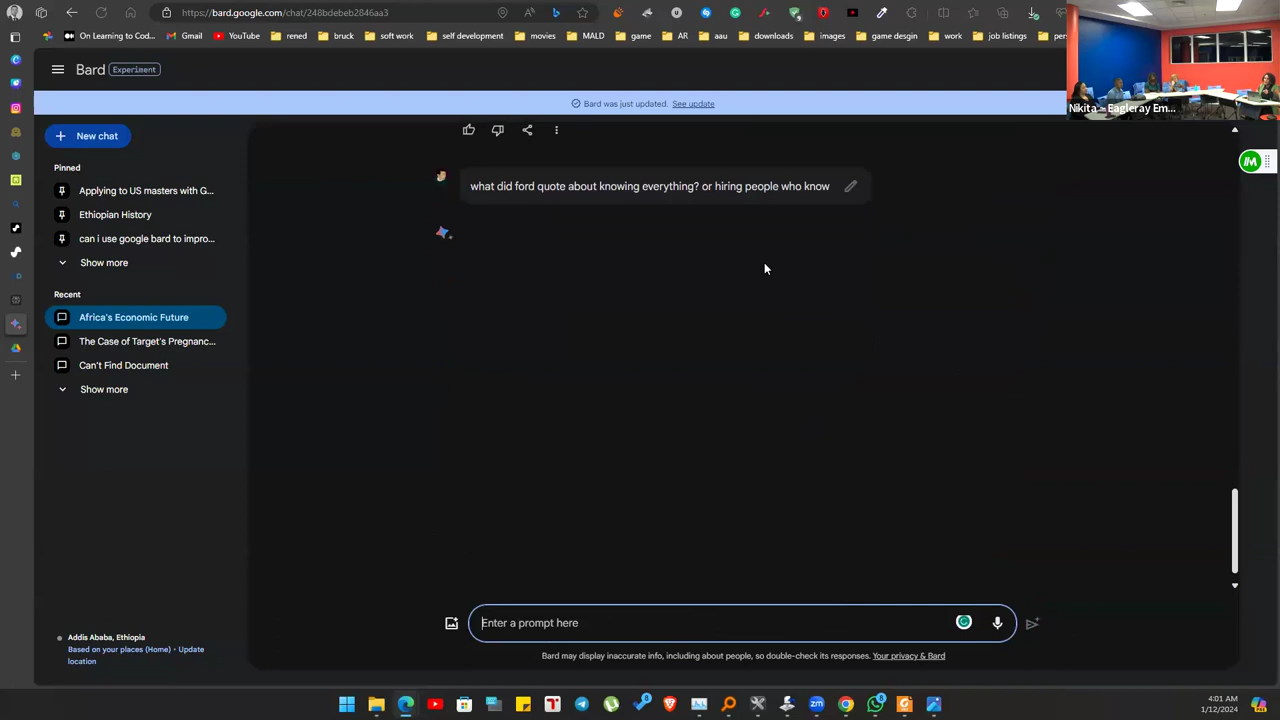 https://bard.google.com/chat/248bdebeb2846aa3
On Learning to Cod...
Gmail
YouTube
rened
bruck
soft work
self development
movies
MALD
game
AR
aau
downloads
images
game desgin
work
job listings
Bard
Experiment
Bard was just updated. See update
Nikita ~ Eagleray Em...
New chat
Pinned
Applying to US masters with G...
Ethiopian History
can i use google bard to impro...
Show more
Recent
Africa's Economic Future
The Case of Target's Pregnanc...
Can't Find Document
Show more
what did ford quote about knowing everything? or hiring people who know
Enter a prompt here
Bard may display inaccurate info, including about people, so double-check its responses. Your privacy & Bard
Addis Ababa, Ethiopia
Based on your places (Home) • Update
location
4:01 AM
1/12/2024